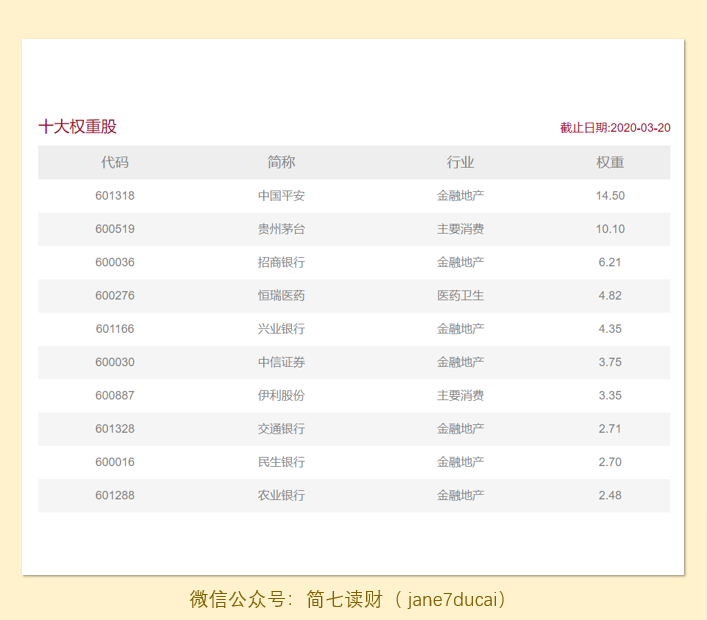 十大权重股 截止日期:2020-03-20
代码 简称 行业 权重
601318 中国平安 金融地产 14.50
600519 贵州茅台 主要消费 10.10
600036 招商银行 金融地产 6.21
600276 恒瑞医药 医药卫生 4.82
601166 兴业银行 金融地产 4.35
600030 中信证券 金融地产 3.75
600887 伊利股份 主要消费 3.35
601328 交通银行 金融地产 2.71
600016 民生银行 金融地产 2.70
601288 农业银行 金融地产 2.48
微信公众号：简七读财（ jane7ducai）